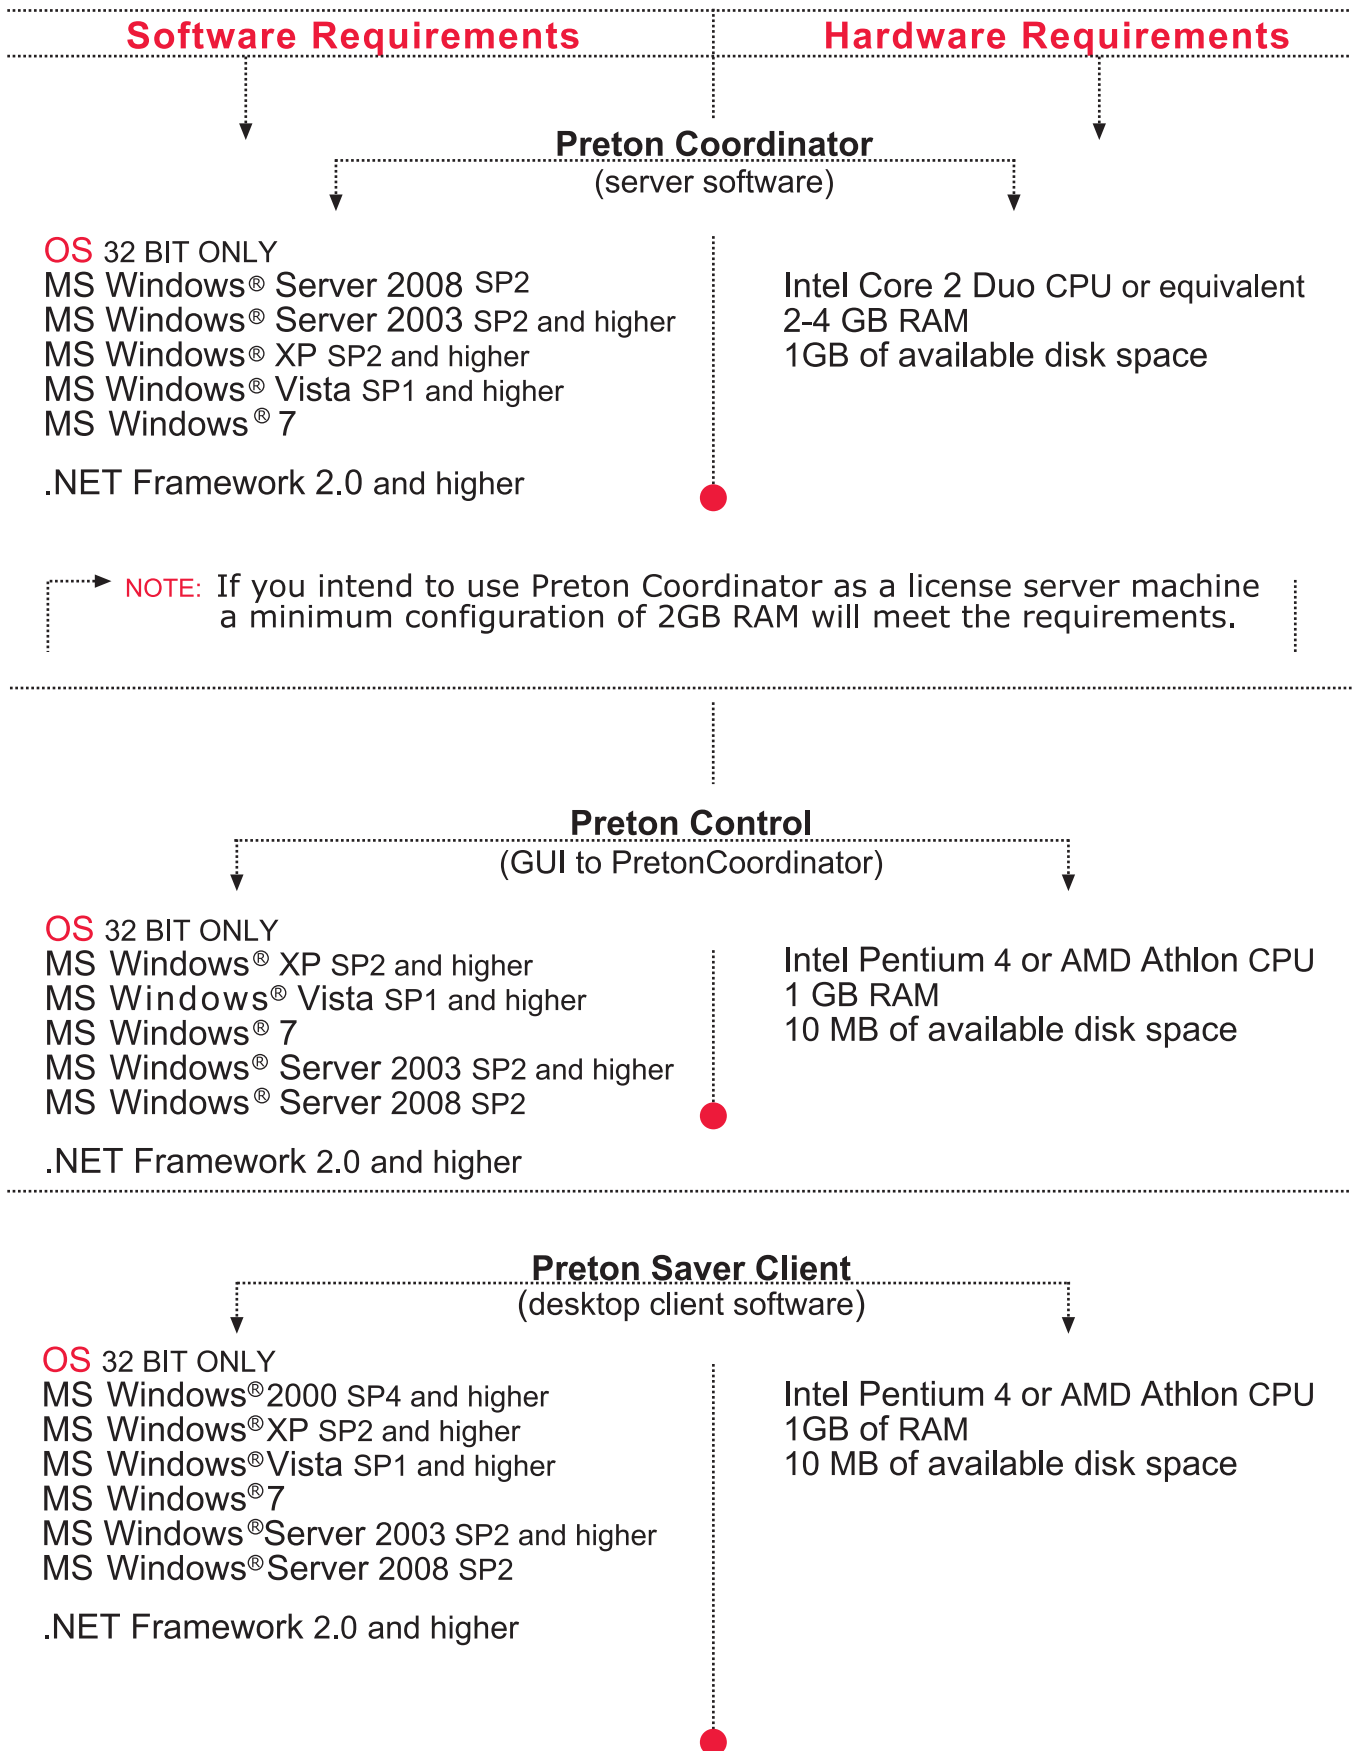 Software Requirements
Hardware Requirements
Preton Coordinator
(server software)
OS 32 BIT ONLY
MS Windows® Server 2008 SP2
MS Windows® Server 2003 SP2 and higher
MS Windows® XP SP2 and higher
MS Windows® Vista SP1 and higher
MS Windows® 7
.NET Framework 2.0 and higher
Intel Core 2 Duo CPU or equivalent
2-4 GB RAM
1GB of available disk space
NOTE: If you intend to use Preton Coordinator as a license server machine
a minimum configuration of 2GB RAM will meet the requirements.
Preton Control
(GUI to PretonCoordinator)
OS 32 BIT ONLY
MS Windows® XP SP2 and higher
MS Windows® Vista SP1 and higher
MS Windows® 7
MS Windows® Server 2003 SP2 and higher
MS Windows® Server 2008 SP2
.NET Framework 2.0 and higher
Intel Pentium 4 or AMD Athlon CPU
1 GB RAM
10 MB of available disk space
Preton Saver Client
(desktop client software)
OS 32 BIT ONLY
MS Windows®2000 SP4 and higher
MS Windows®XP SP2 and higher
MS Windows®Vista SP1 and higher
MS Windows®7
MS Windows®Server 2003 SP2 and higher
MS Windows®Server 2008 SP2
.NET Framework 2.0 and higher
Intel Pentium 4 or AMD Athlon CPU
1GB of RAM
10 MB of available disk space